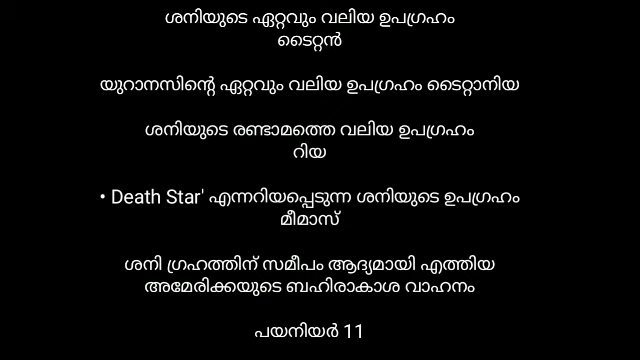 ശനിയുടെ ഏറ്റവും വലിയ ഉപഗ്രഹം
ടൈറ്റൻ
യുറാനസിന്റെ ഏറ്റവും വലിയ ഉപഗ്രഹം ടൈറ്റാനിയ
ശനിയുടെ രണ്ടാമത്തെ വലിയ ഉപഗ്രഹം
റിയ
• Death Star' എന്നറിയപ്പെടുന്ന ശനിയുടെ ഉപഗ്രഹം
മീമാസ്
ശനി ഗ്രഹത്തിന് സമീപം ആദ്യമായി എത്തിയ
അമേരിക്കയുടെ ബഹിരാകാശ വാഹനം
പയനിയർ 11